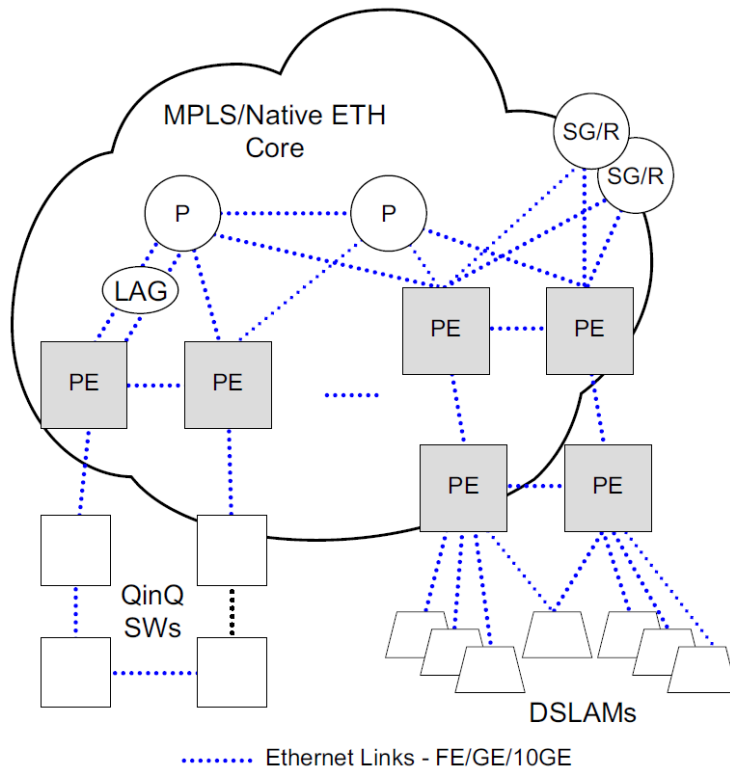 MPLS/Native ETH
Core
SG/R
SG/R
P
P
LAG
PE
PE
PE
PE
PE
PE
QinQ
SWs
DSLAMs
Ethernet Links - FE/GE/10GE